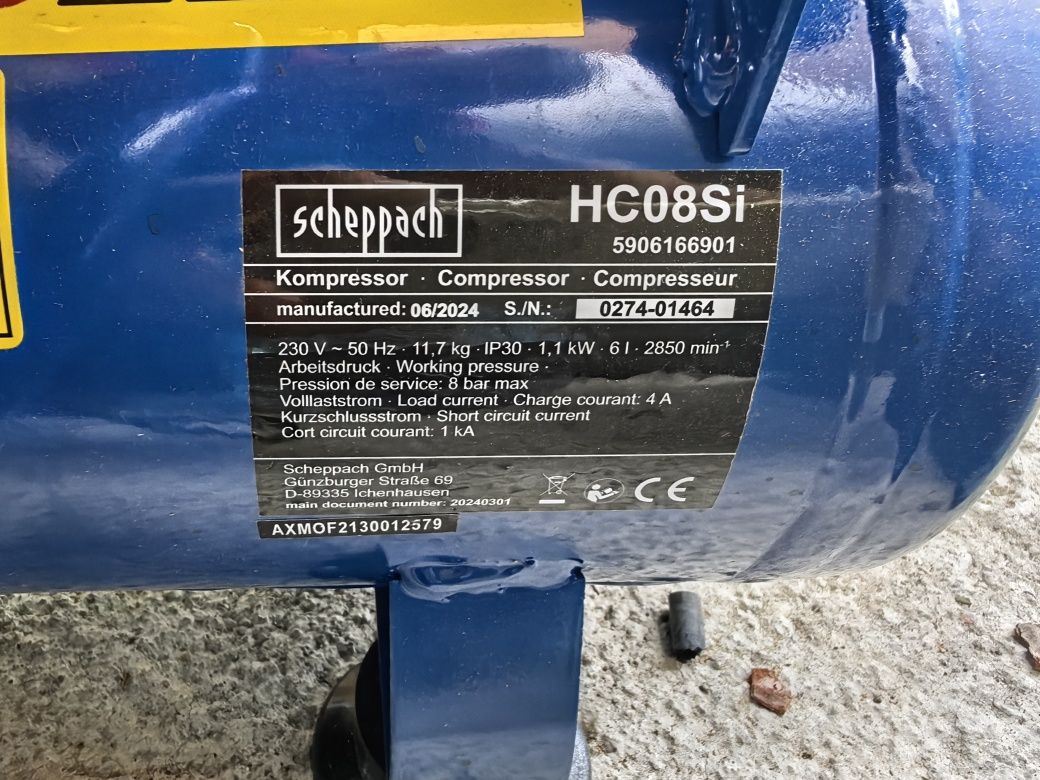 scheppach
HC08Si
5906166901
Kompressor · Compressor · Compresseur
manufactured: 06/2024 S./N.: 0274-01464
230 V ~ 50 Hz · 11,7 kg · IP30 · 1,1 kW · 6 l · 2850 min⁻¹
Arbeitsdruck · Working pressure ·
Pression de service: 8 bar max
Volllaststrom · Load current · Charge courant: 4 A
Kurzschlussstrom · Short circuit current
Cort circuit courant: 1 kA
Scheppach GmbH
Günzburger Straße 69
D-89335 Ichenhausen
main document number: 20240301
CE
AXMOF2130012579